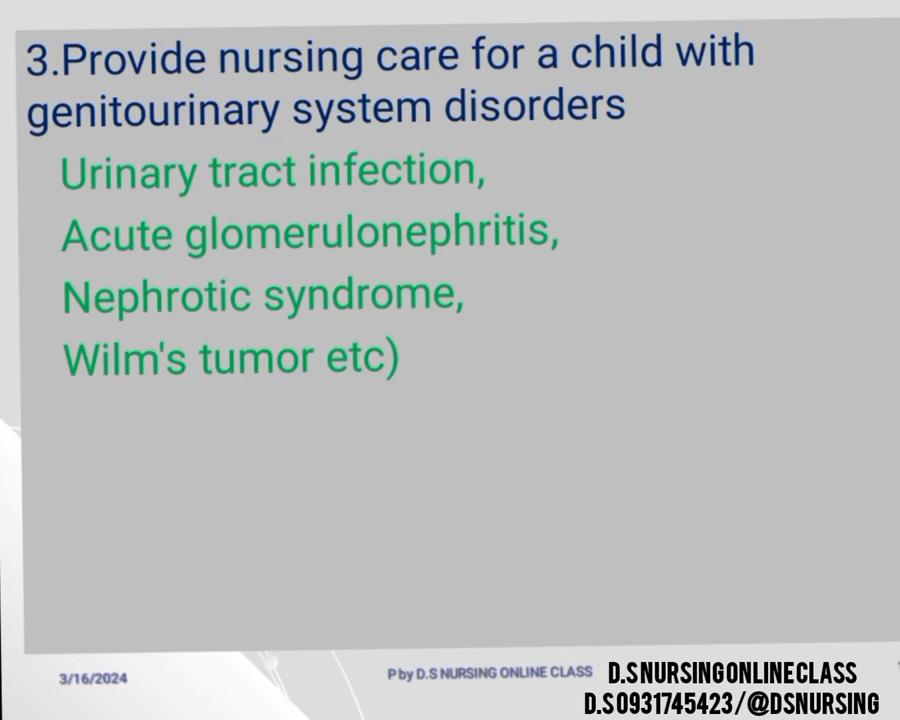 3.Provide nursing care for a child with
genitourinary system disorders
Urinary tract infection,
Acute glomerulonephritis,
Nephrotic syndrome,
Wilm's tumor etc)
3/16/2024
P by D.S NURSING ONLINE CLASS
D.S NURSING ONLINE CLASS
D.S 0931745423 / @DSNURSING